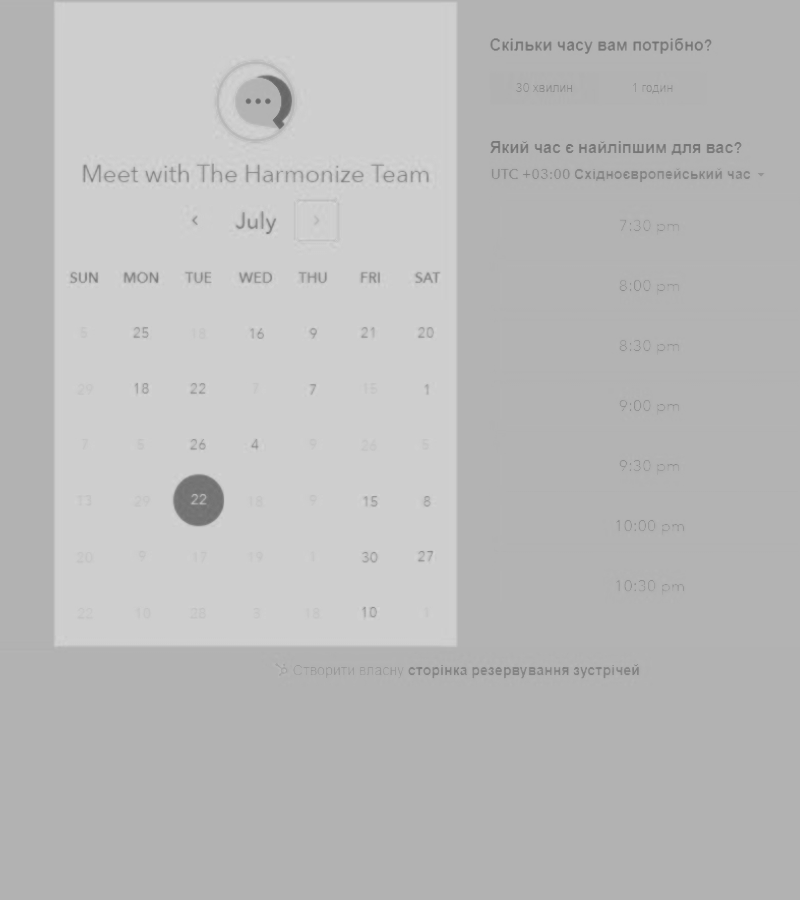 Meet with The Harmonize Team
July
SUN MON TUE WED THU FRI SAT
5 25 18 16 9 21 20
29 18 22 7 7 15 1
7 5 26 4 9 26 5
13 29 22 18 9 15 8
20 9 17 19 1 30 27
22 10 28 3 18 10 1
Скільки часу вам потрібно?
30 хвилин 1 годин
Який час є найліпшим для вас?
UTC +03:00 Східноєвропейський час
7:30 pm
8:00 pm
8:30 pm
9:00 pm
9:30 pm
10:00 pm
10:30 pm
Створити власну сторінка резервування зустрічей